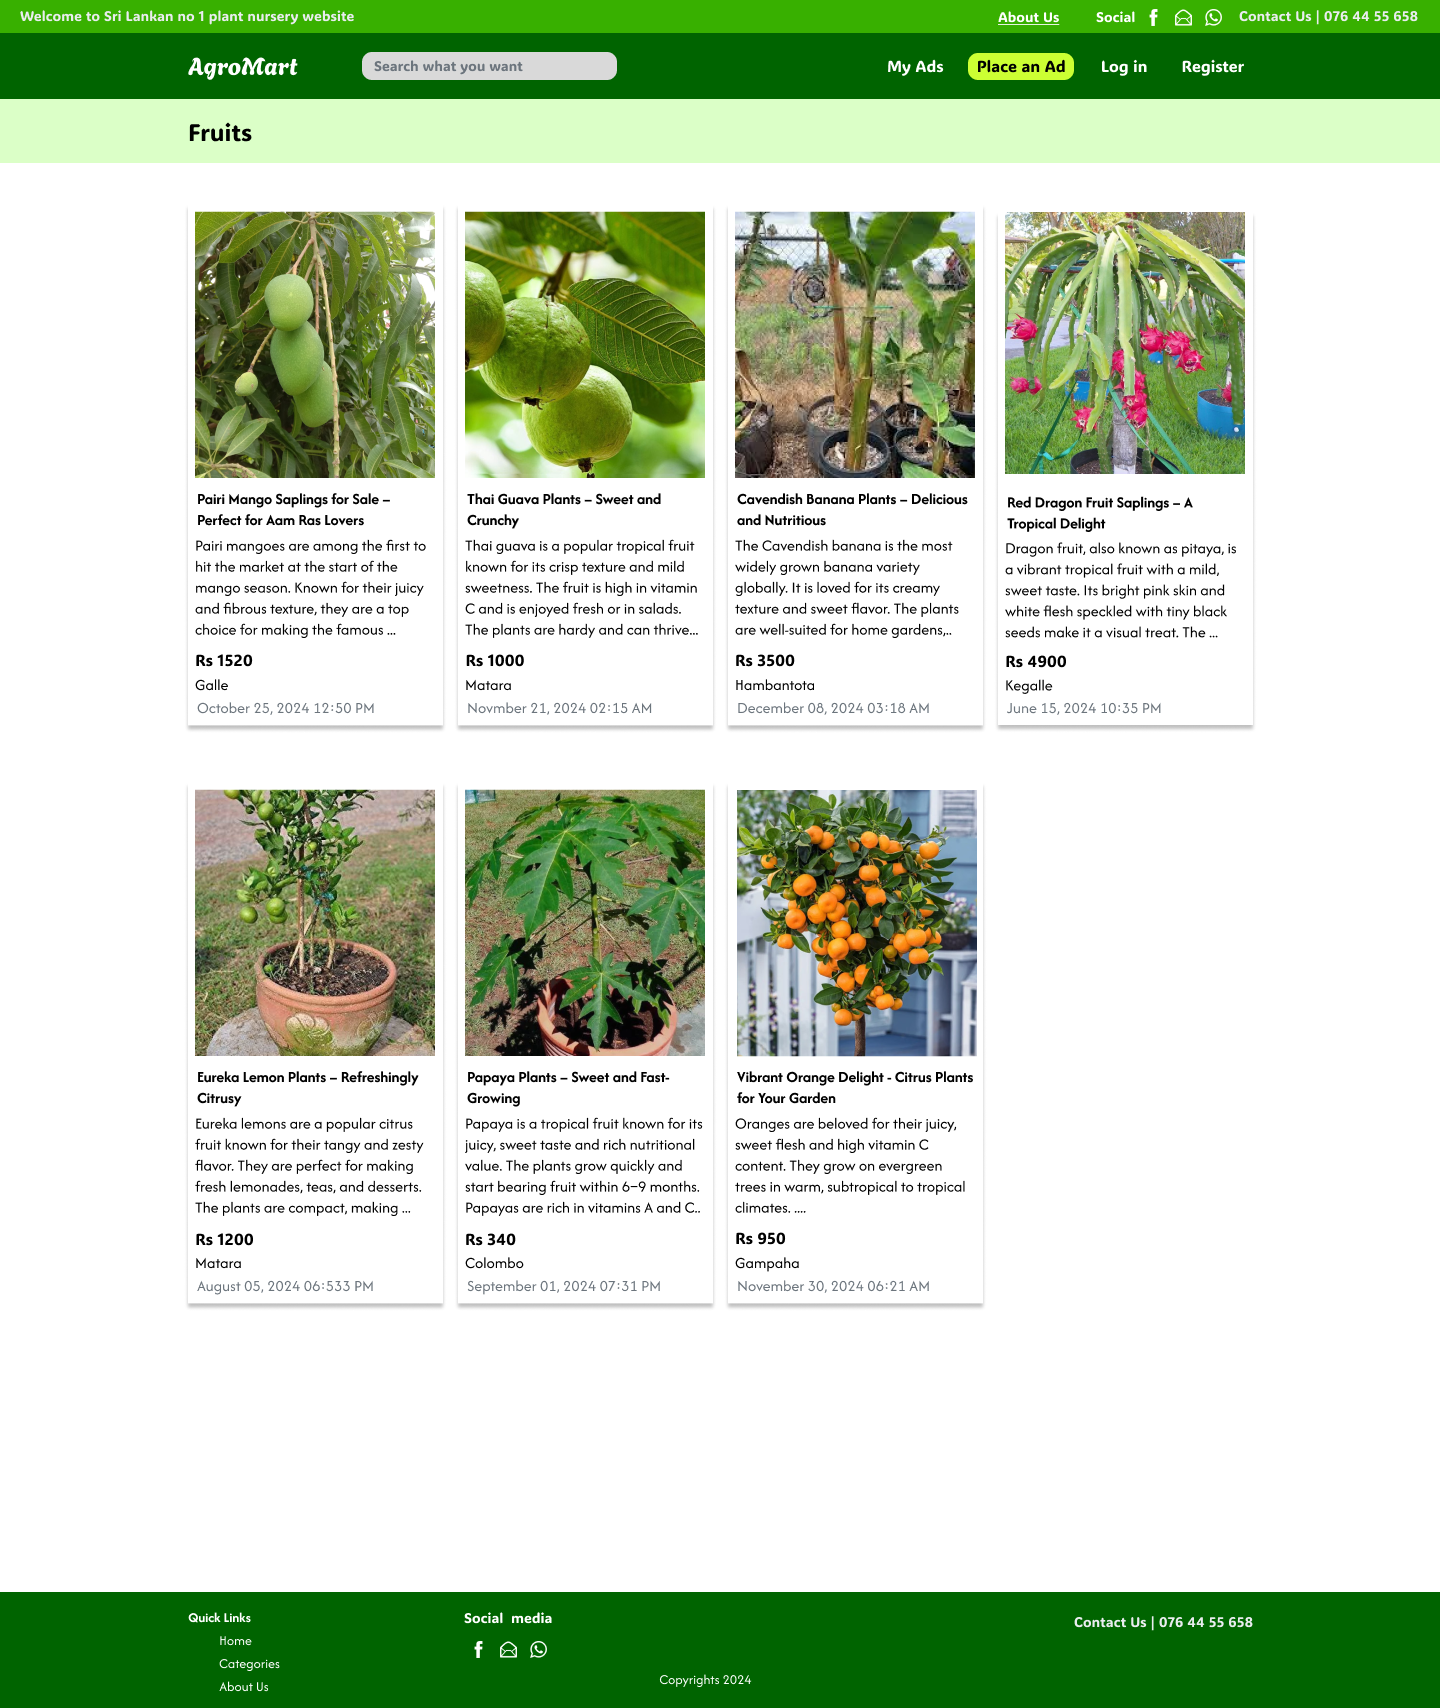 Welcome to Sri Lankan no 1 plant nursery website
About Us
Social
Contact Us | 076 44 55 658
AgroMart
Search what you want
My Ads
Place an Ad
Log in
Register
Fruits
Pairi Mango Saplings for Sale –
Perfect for Aam Ras Lovers
Pairi mangoes are among the first to
hit the market at the start of the
mango season. Known for their juicy
and fibrous texture, they are a top
choice for making the famous ...
Rs 1520
Galle
October 25, 2024 12:50 PM
Thai Guava Plants – Sweet and
Crunchy
Thai guava is a popular tropical fruit
known for its crisp texture and mild
sweetness. The fruit is high in vitamin
C and is enjoyed fresh or in salads.
The plants are hardy and can thrive...
Rs 1000
Matara
Novmber 21, 2024 02:15 AM
Cavendish Banana Plants – Delicious
and Nutritious
The Cavendish banana is the most
widely grown banana variety
globally. It is loved for its creamy
texture and sweet flavor. The plants
are well-suited for home gardens,..
Rs 3500
Hambantota
December 08, 2024 03:18 AM
Red Dragon Fruit Saplings – A
Tropical Delight
Dragon fruit, also known as pitaya, is
a vibrant tropical fruit with a mild,
sweet taste. Its bright pink skin and
white flesh speckled with tiny black
seeds make it a visual treat. The ...
Rs 4900
Kegalle
June 15, 2024 10:35 PM
Eureka Lemon Plants – Refreshingly
Citrusy
Eureka lemons are a popular citrus
fruit known for their tangy and zesty
flavor. They are perfect for making
fresh lemonades, teas, and desserts.
The plants are compact, making ...
Rs 1200
Matara
August 05, 2024 06:533 PM
Papaya Plants – Sweet and Fast-
Growing
Papaya is a tropical fruit known for its
juicy, sweet taste and rich nutritional
value. The plants grow quickly and
start bearing fruit within 6–9 months.
Papayas are rich in vitamins A and C..
Rs 340
Colombo
September 01, 2024 07:31 PM
Vibrant Orange Delight - Citrus Plants
for Your Garden
Oranges are beloved for their juicy,
sweet flesh and high vitamin C
content. They grow on evergreen
trees in warm, subtropical to tropical
climates. ....
Rs 950
Gampaha
November 30, 2024 06:21 AM
Quick Links
Home
Categories
About Us
Social media
Copyrights 2024
Contact Us | 076 44 55 658